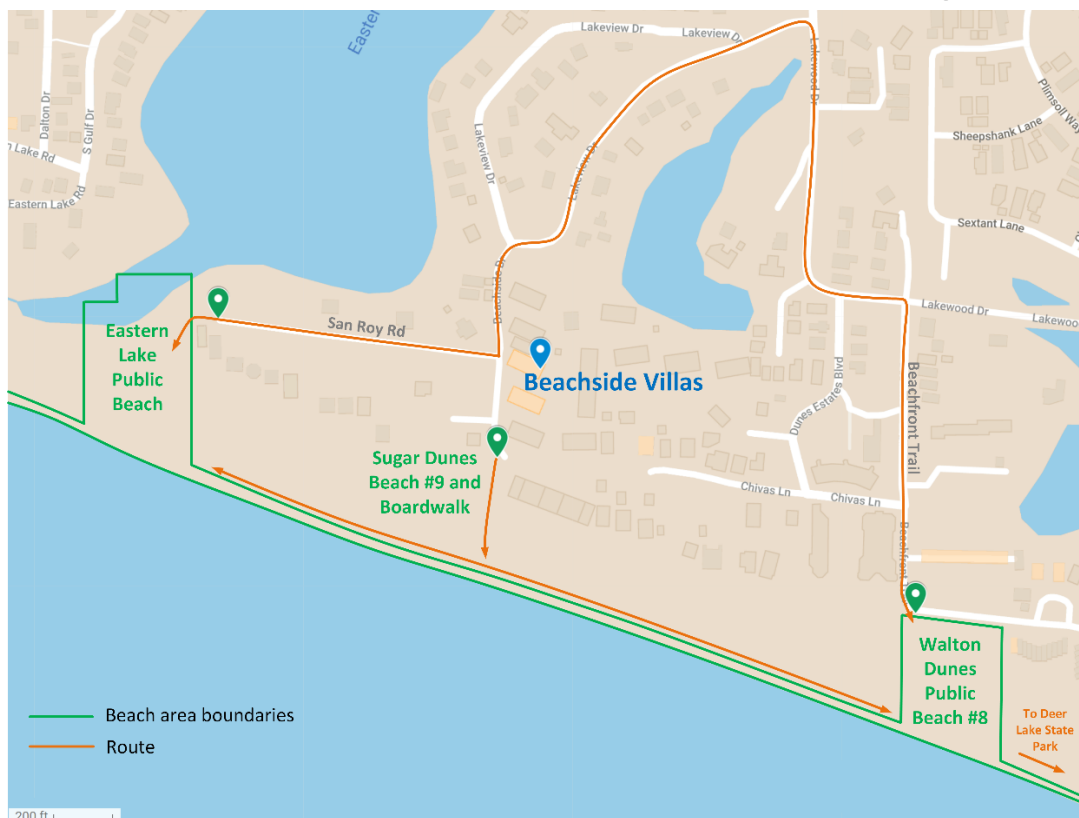 Easter
Lakeview Dr
Lakeview Dr
Lakewood Dr
Dalton Dr
S Gulf Dr
Plimsoll Way
Sheepshank Lane
n Lake Rd
Eastern Lake Rd
Lakeview Dr
Lakeview Dr
Sextant Lane
Beachside Dr
Lakewood Dr
Lakewoo
San Roy Rd
Eastern
Lake
Public
Beach
Beachside Villas
Dunes Estates Blvd
Beachfront Trail
Sugar Dunes
Beach #9 and
Boardwalk
Chivas Ln
Chivas Ln
Beachfront T
Walton
Dunes
Public
Beach #8
To Deer
Lake State
Park
Beach area boundaries
Route
200 ft